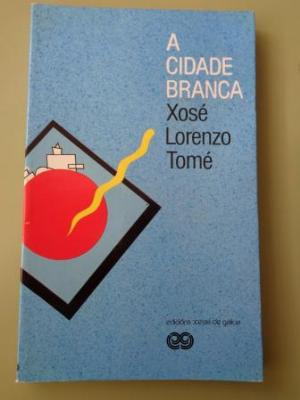 A
CIDADE
BRANCA
Xosé
Lorenzo
Tomé
edicións xerais de galicia